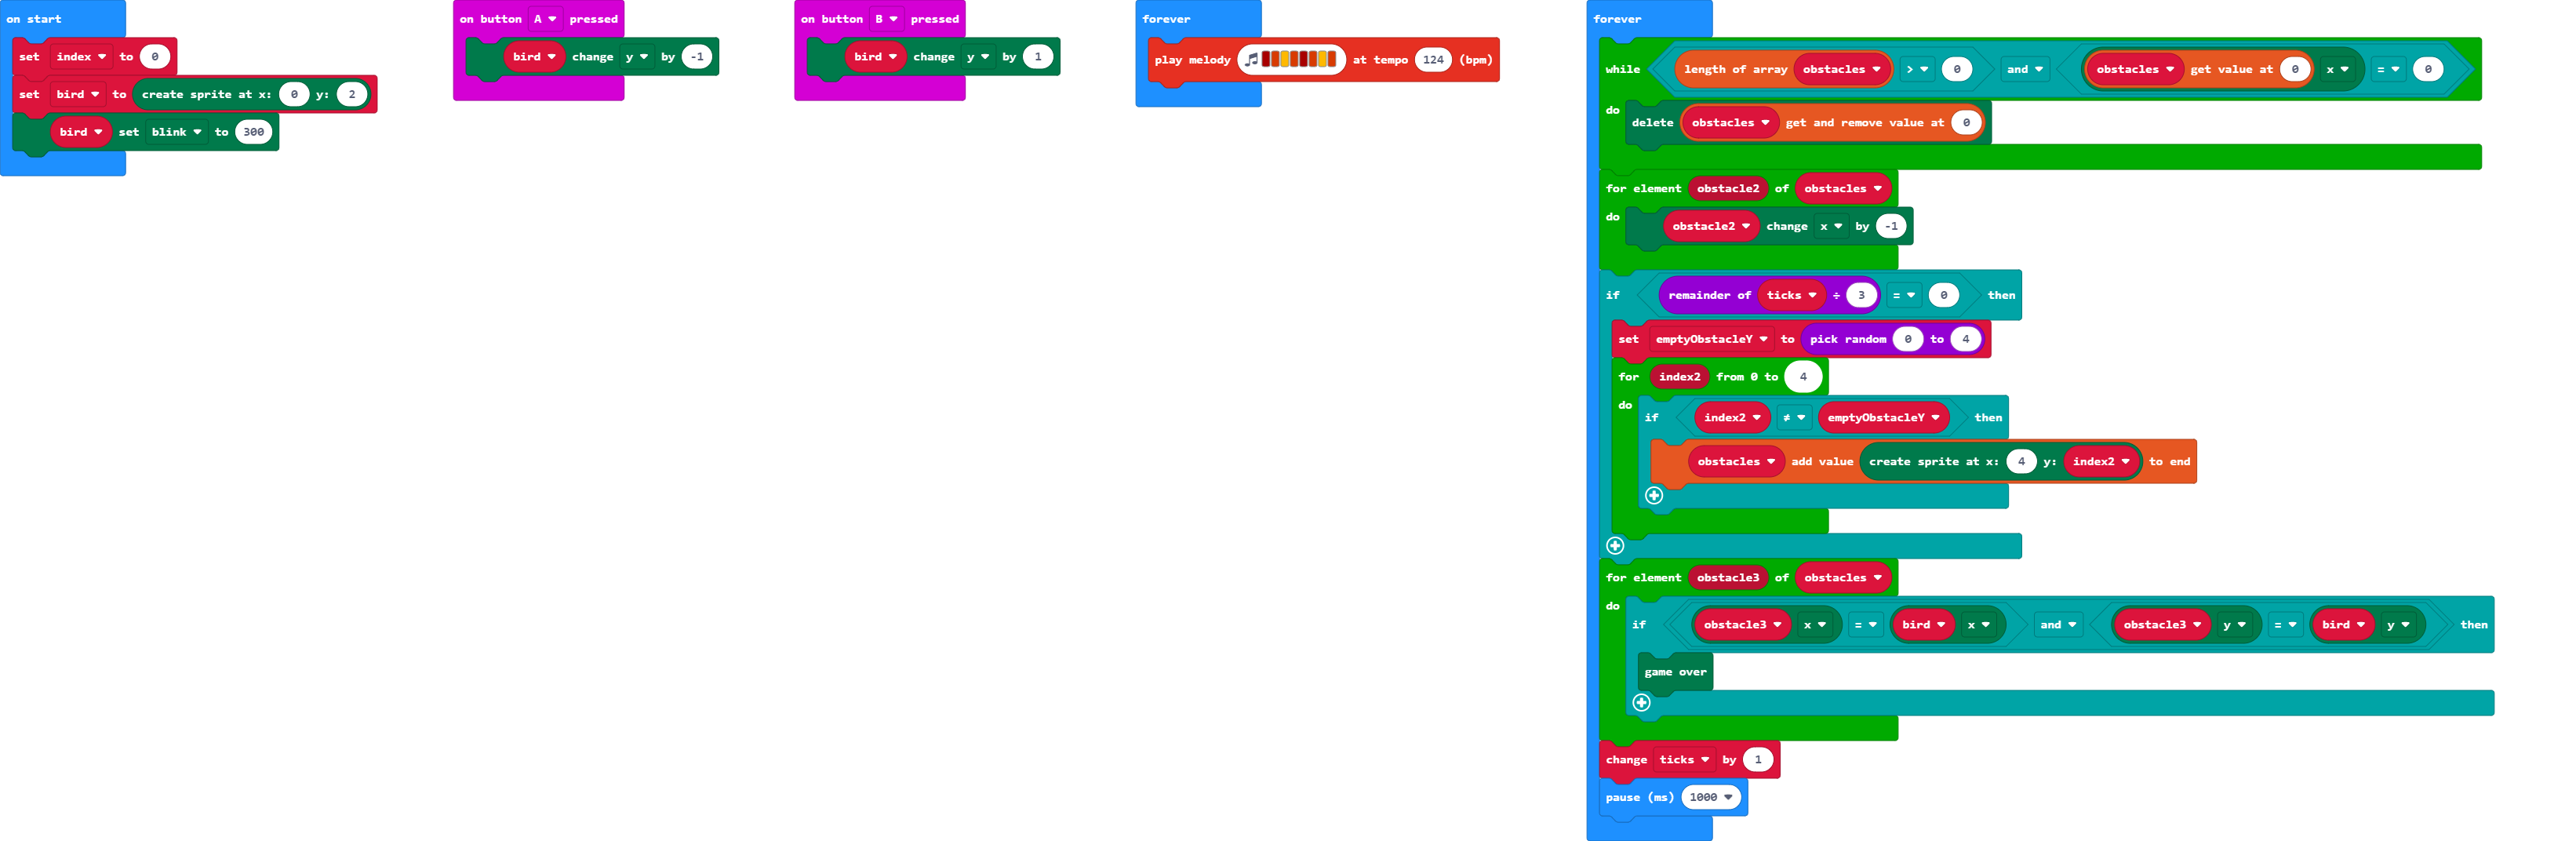 on start
set index to 0
set bird to create sprite at x: 0 y: 2
bird set blink to 300
on button A pressed
bird change y by -1
on button B pressed
bird change y by 1
forever
play melody at tempo 124 (bpm)
forever
while length of array obstacles > 0 and obstacles get value at 0 x = 0
do
delete obstacles get and remove value at 0
for element obstacle2 of obstacles
do
obstacle2 change x by -1
if remainder of ticks ÷ 3 = 0 then
set emptyObstacleY to pick random 0 to 4
for index2 from 0 to 4
do
if index2 ≠ emptyObstacleY then
obstacles add value create sprite at x: 4 y: index2 to end
for element obstacle3 of obstacles
do
if obstacle3 x = bird x and obstacle3 y = bird y then
game over
change ticks by 1
pause (ms) 1000